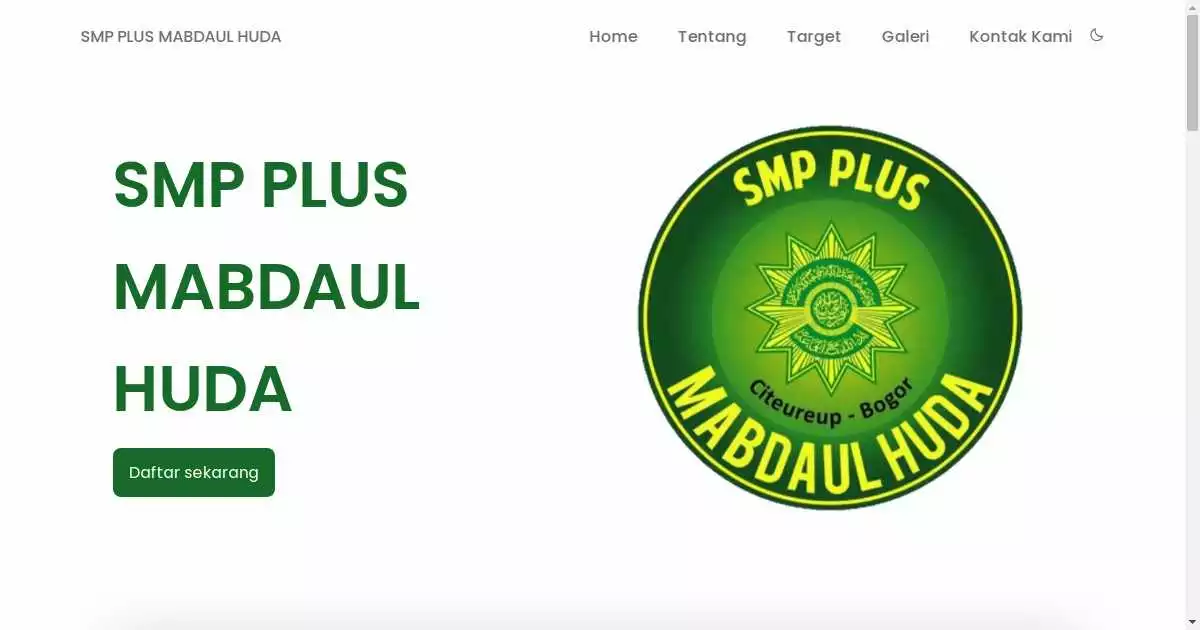 SMP PLUS MABDAUL HUDA
Home Tentang Target Galeri Kontak Kami
SMP PLUS
MABDAUL
HUDA
Daftar sekarang
SMP PLUS
Citeureup - Bogor
MABDAUL HUDA